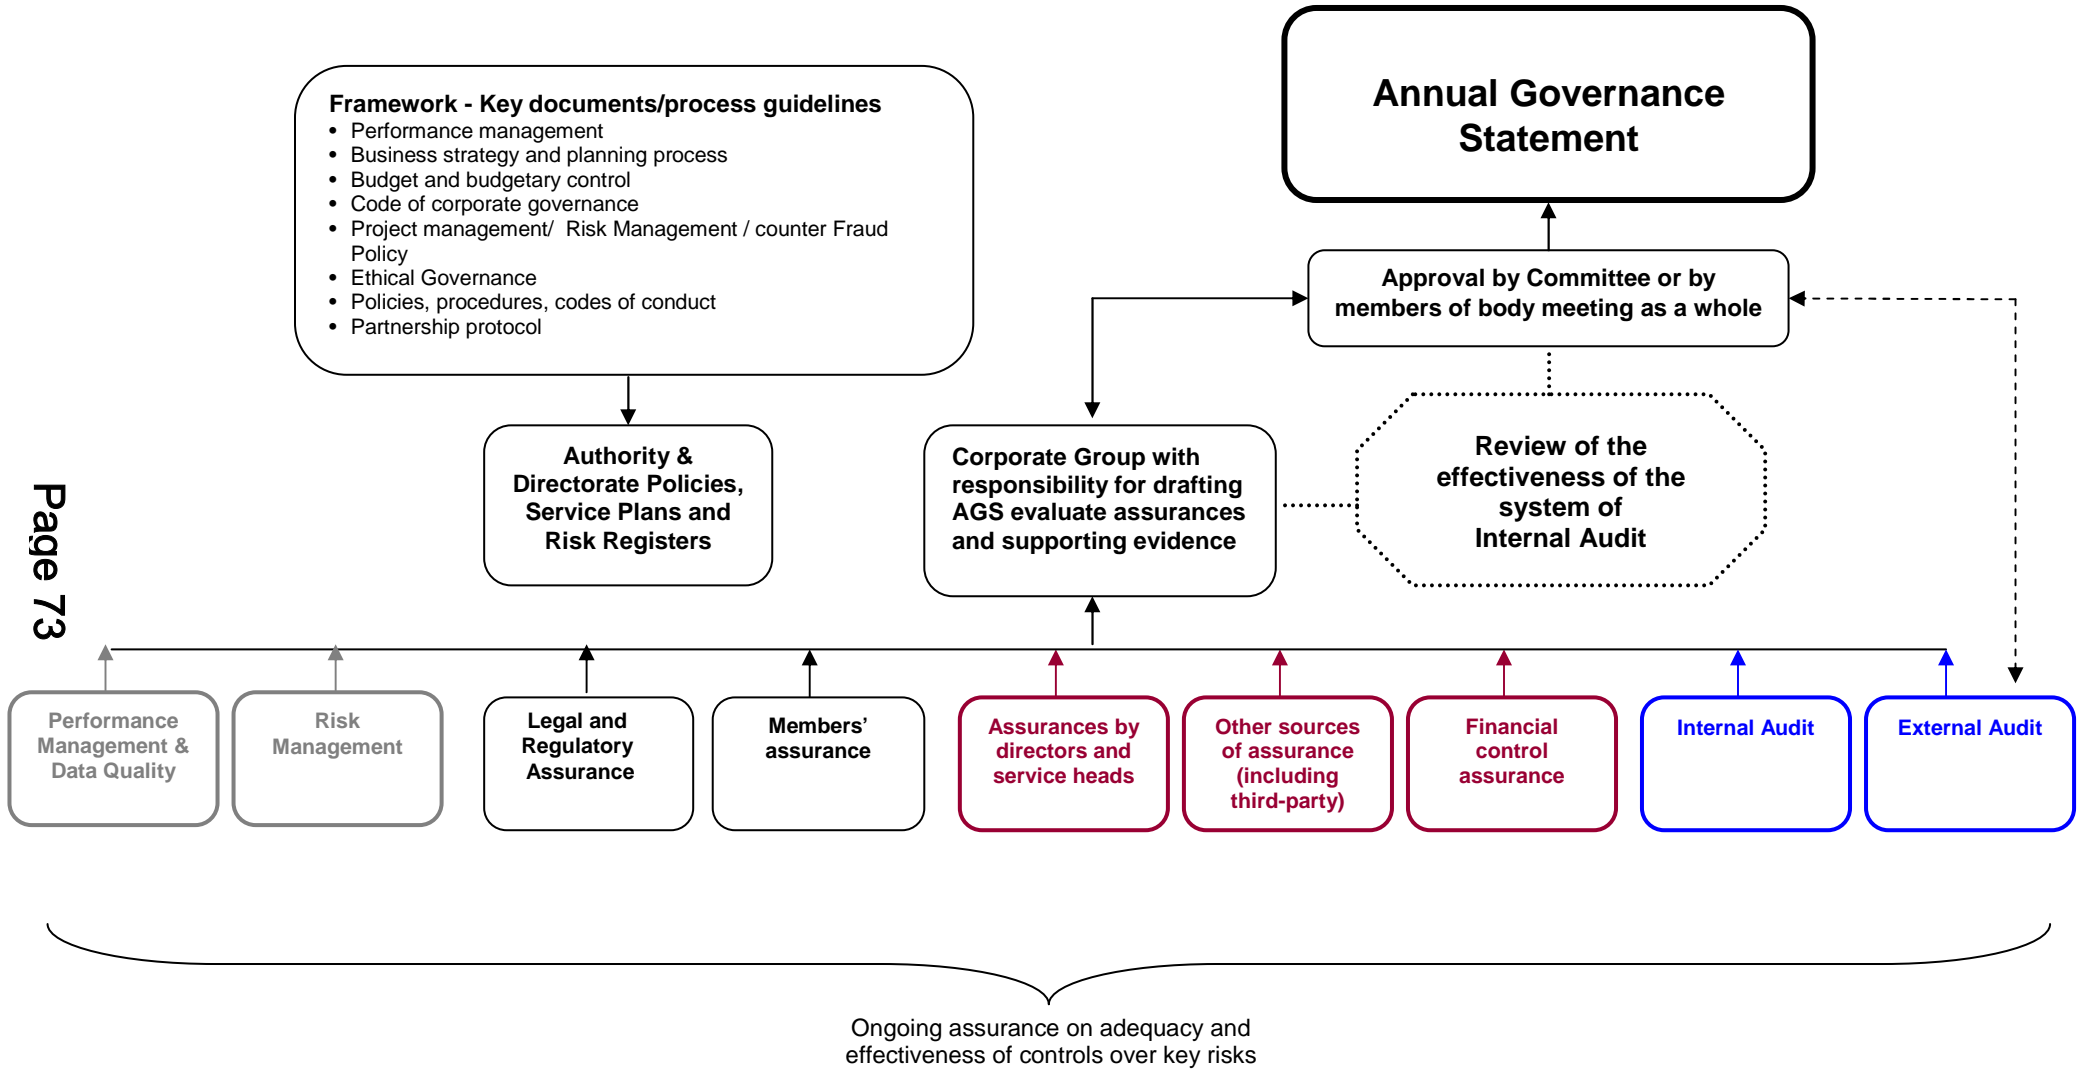 Annual Governance
Statement
Framework - Key documents/process guidelines
• Performance management
• Business strategy and planning process
• Budget and budgetary control
• Code of corporate governance
• Project management/  Risk Management / counter Fraud
Policy
• Ethical Governance
• Policies, procedures, codes of conduct
• Partnership protocol
Approval by Committee or by
members of body meeting as a whole
Authority &
Directorate Policies,
Service Plans and
Risk Registers
Corporate Group with
responsibility for drafting
AGS evaluate assurances
and supporting evidence
Review of the
effectiveness of the
system of
Internal Audit
Page 73
Performance
Management &
Data Quality
Risk
Management
Legal and
Regulatory
Assurance
Members’
assurance
Assurances by
directors and
service heads
Other sources
of assurance
(including
third-party)
Financial
control
assurance
Internal Audit
External Audit
Ongoing assurance on adequacy and
effectiveness of controls over key risks